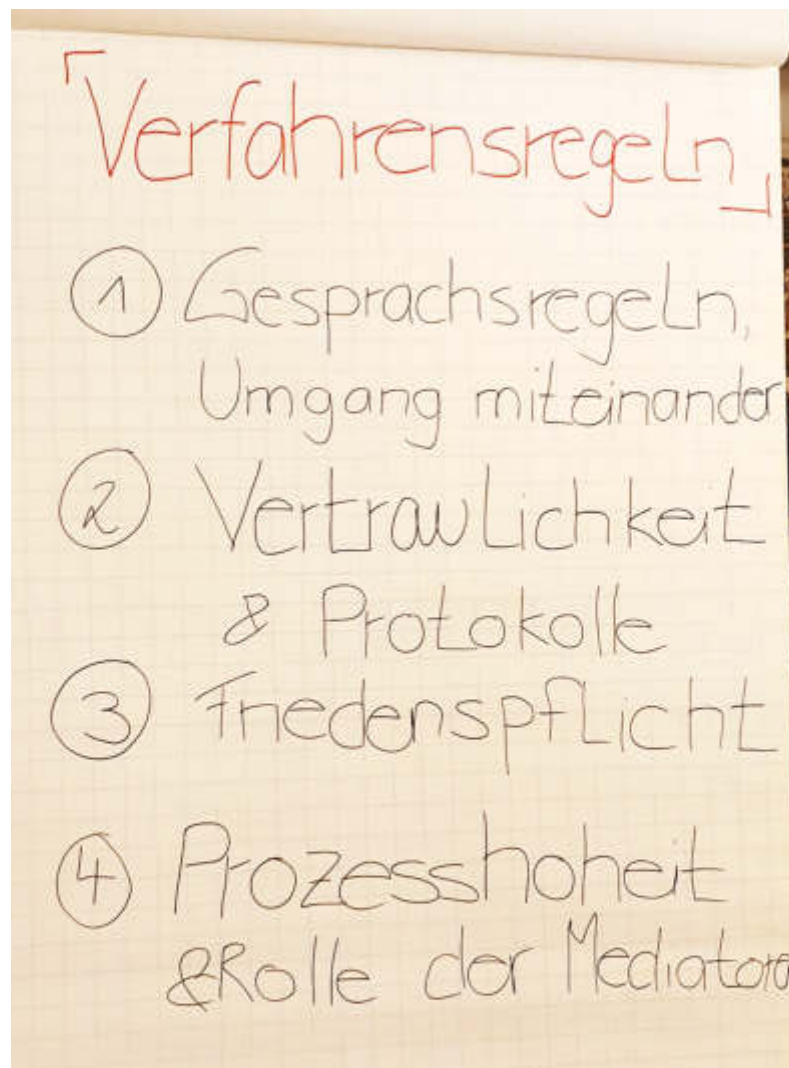 「Verfahrensregeln」
① Gesprachsregeln,
Umgang miteinander
② Vertraulichkeit
& Protokolle
③ Friedenspflicht
④ Prozesshoheit
& Rolle der